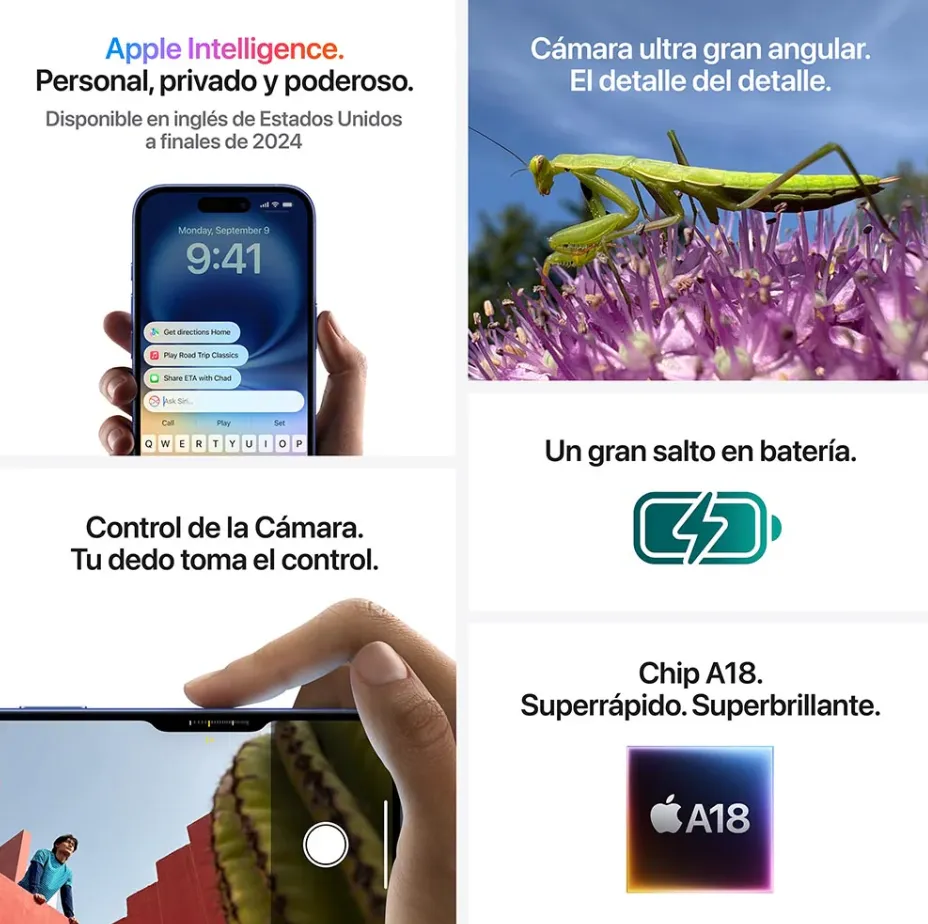 Apple Intelligence.
Personal, privado y poderoso.
Disponible en inglés de Estados Unidos
a finales de 2024
Monday, September 9
9:41
Get directions Home
Play Road Trip Classics
Share ETA with Chad
Ask Siri...
Call Play Set
Q W E R T Y U I O P
Cámara ultra gran angular.
El detalle del detalle.
Control de la Cámara.
Tu dedo toma el control.
Un gran salto en batería.
Chip A18.
Superrápido. Superbrillante.
A18